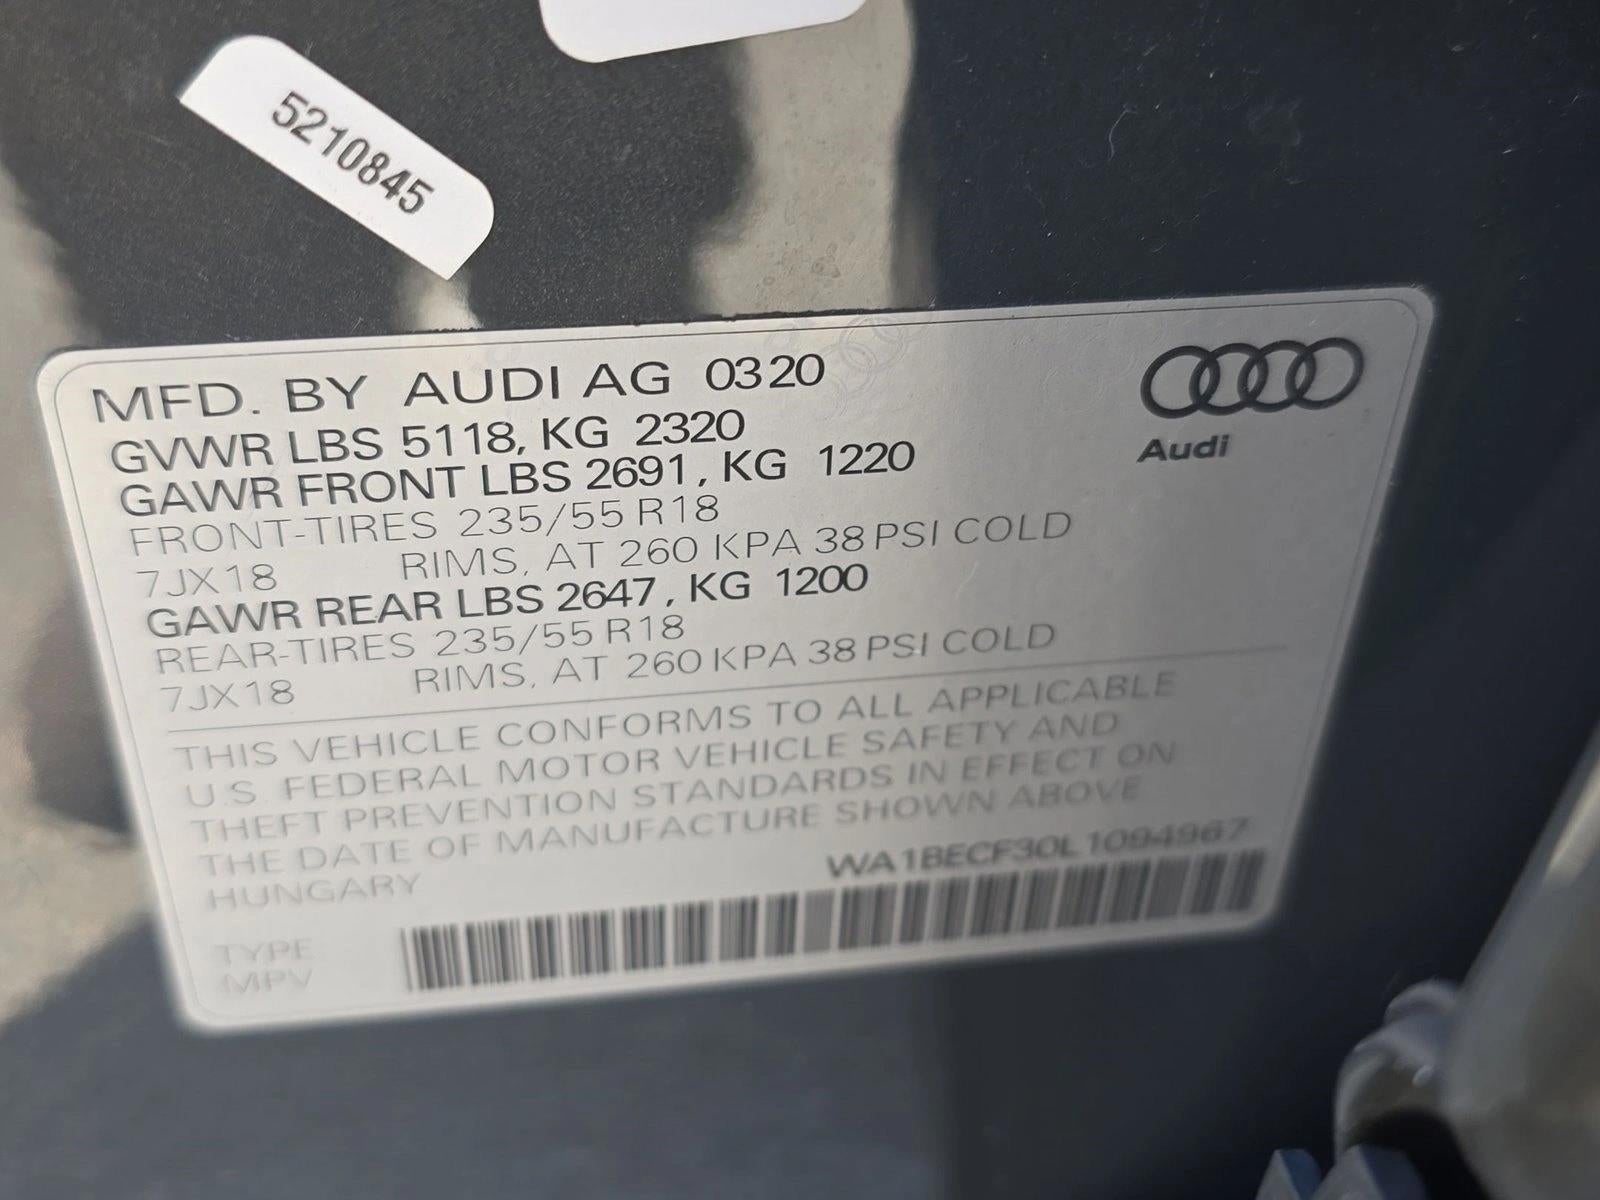 5210845
MFD. BY AUDI AG 0320
GVWR LBS 5118, KG 2320
GAWR FRONT LBS 2691, KG 1220
FRONT-TIRES 235/55 R18
7JX18 RIMS, AT 260 KPA 38 PSI COLD
GAWR REAR LBS 2647, KG 1200
REAR-TIRES 235/55 R18
7JX18 RIMS, AT 260 KPA 38 PSI COLD
Audi
THIS VEHICLE CONFORMS TO ALL APPLICABLE
U.S. FEDERAL MOTOR VEHICLE SAFETY AND
THEFT PREVENTION STANDARDS IN EFFECT ON
THE DATE OF MANUFACTURE SHOWN ABOVE
HUNGARY
WA1BECF30L1094967
TYPE
MPV